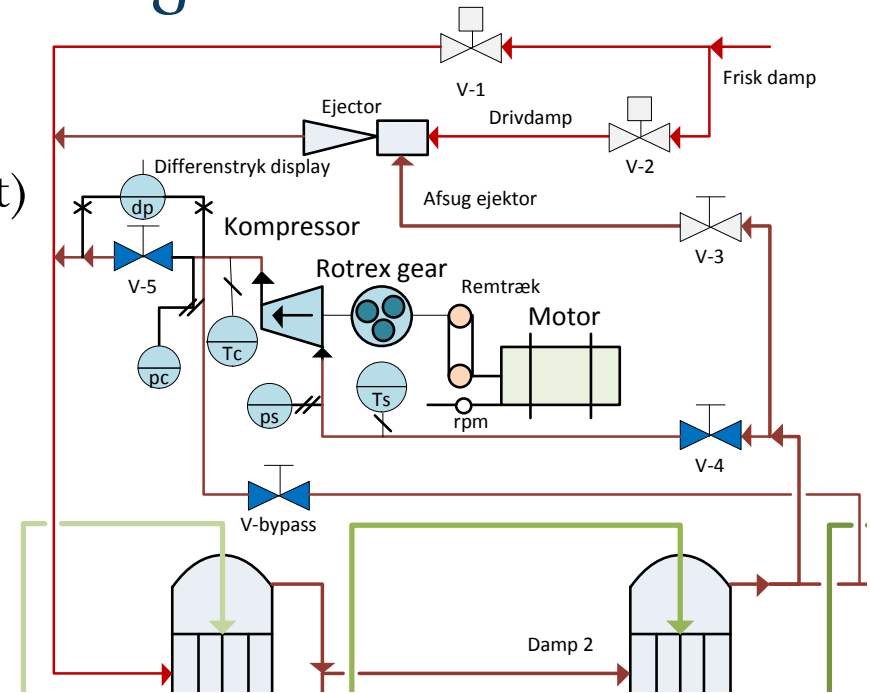 g
V-1
Frisk damp
Ejector
Drivdamp
V-2
Differenstryk display
t)
dp
Afsug ejektor
Kompressor
V-3
V-5
Rotrex gear
Remtræk
Motor
Tc
pc
Ts
ps
rpm
V-4
V-bypass
Damp 2